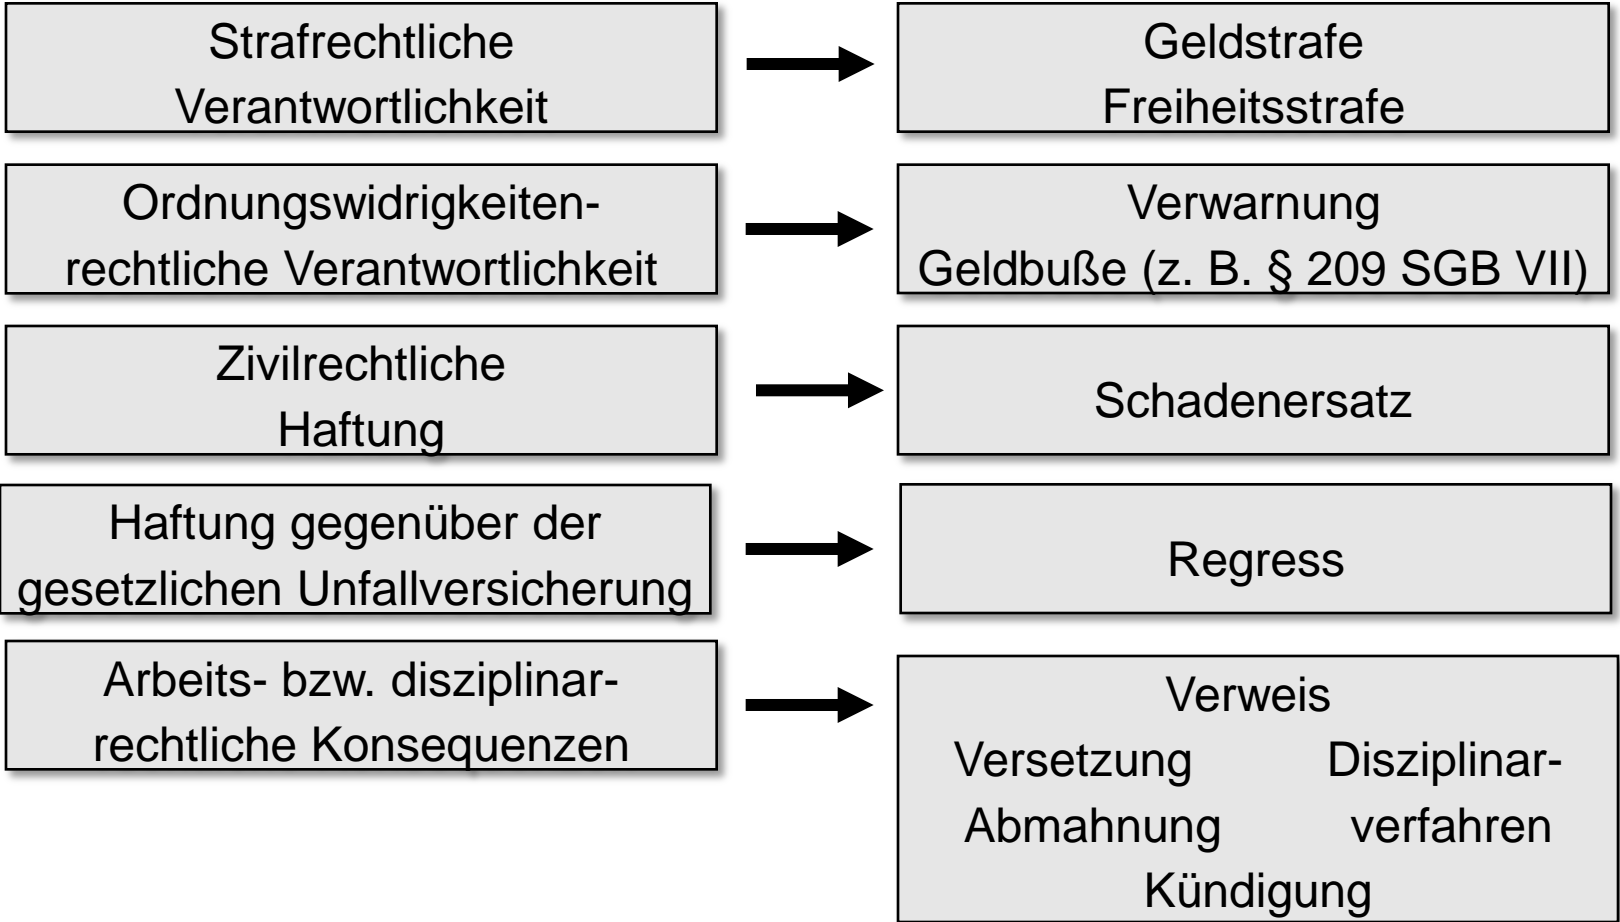 Strafrechtliche
Verantwortlichkeit
Geldstrafe
Freiheitsstrafe
Ordnungswidrigkeiten-
rechtliche Verantwortlichkeit
Verwarnung
Geldbuße (z. B. § 209 SGB VII)
Zivilrechtliche
Haftung
Schadenersatz
Haftung gegenüber der
gesetzlichen Unfallversicherung
Regress
Arbeits- bzw. disziplinar-
rechtliche Konsequenzen
Verweis
Versetzung Disziplinar-
Abmahnung verfahren
Kündigung